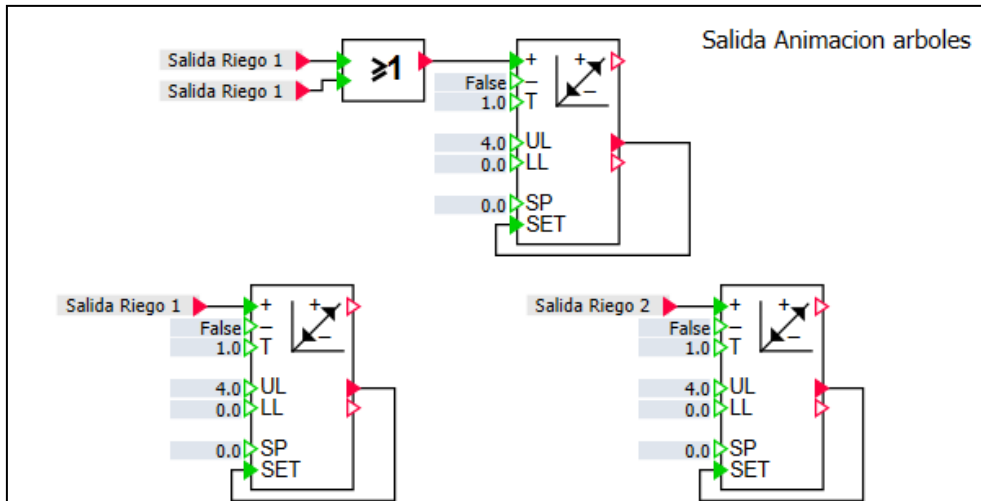 Salida Animacion arboles
Salida Riego 1
Salida Riego 1
≥1
+
False
–
1.0
T
4.0
UL
0.0
LL
0.0
SP
SET
+
–
Salida Riego 1
+
False
–
1.0
T
4.0
UL
0.0
LL
0.0
SP
SET
+
–
Salida Riego 2
+
False
–
1.0
T
4.0
UL
0.0
LL
0.0
SP
SET
+
–